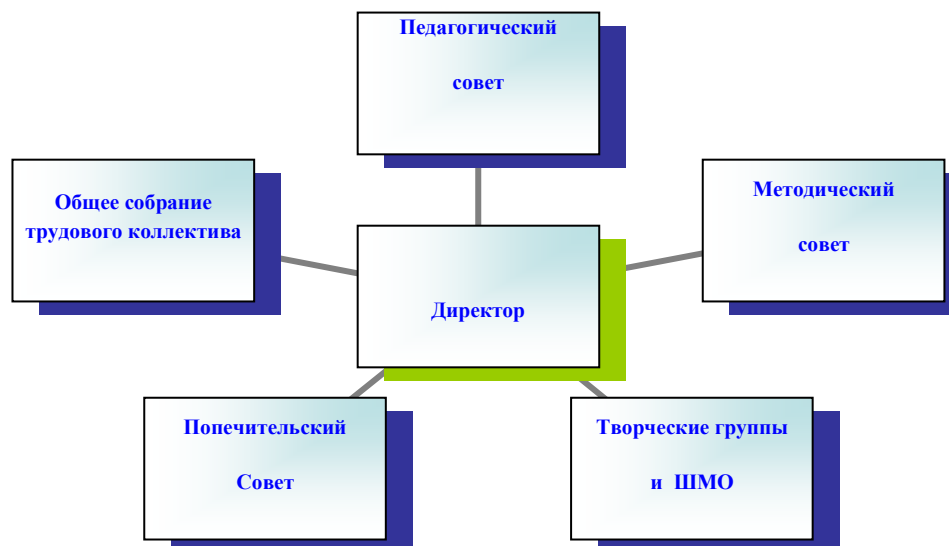 Педагогический
совет
Общее собрание
трудового коллектива
Методический
совет
Директор
Попечительский
Совет
Творческие группы
и ШМО